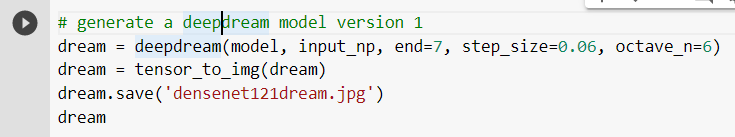 # generate a deepdream model version 1
dream = deepdream(model, input_np, end=7, step_size=0.06, octave_n=6)
dream = tensor_to_img(dream)
dream.save('densenet121dream.jpg')
dream